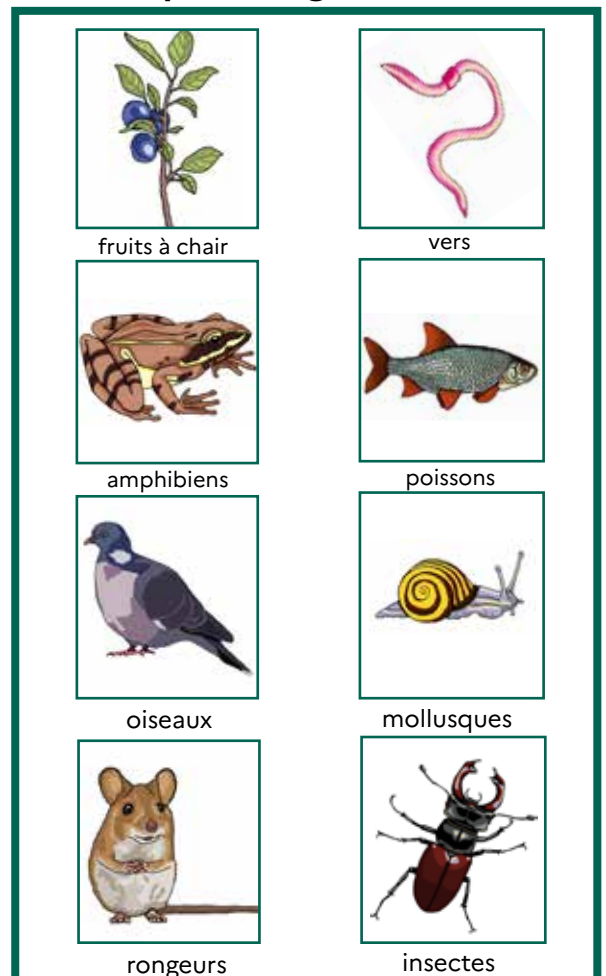 fruits à chair
vers
amphibiens
poissons
oiseaux
mollusques
rongeurs
insectes